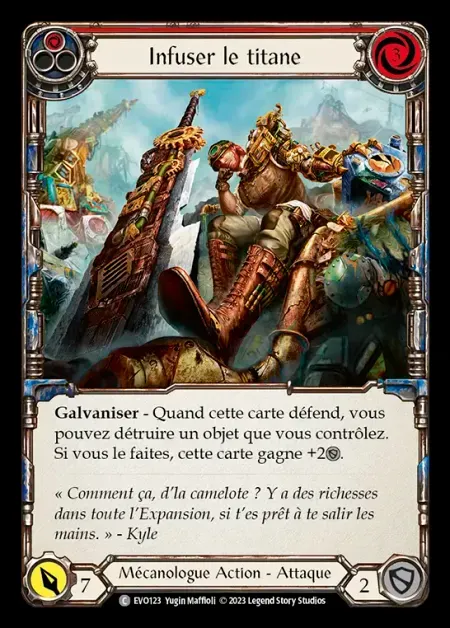 Infuser le titane
3
Galvaniser - Quand cette carte défend, vous
pouvez détruire un objet que vous contrôlez.
Si vous le faites, cette carte gagne +2.
« Comment ça, d'la camelote ? Y a des richesses
dans toute l'Expansion, si t'es prêt à te salir les
mains. » - Kyle
7
Mécanologue Action - Attaque
2
C EVO123 Yugin Maffioli © 2023 Legend Story Studios